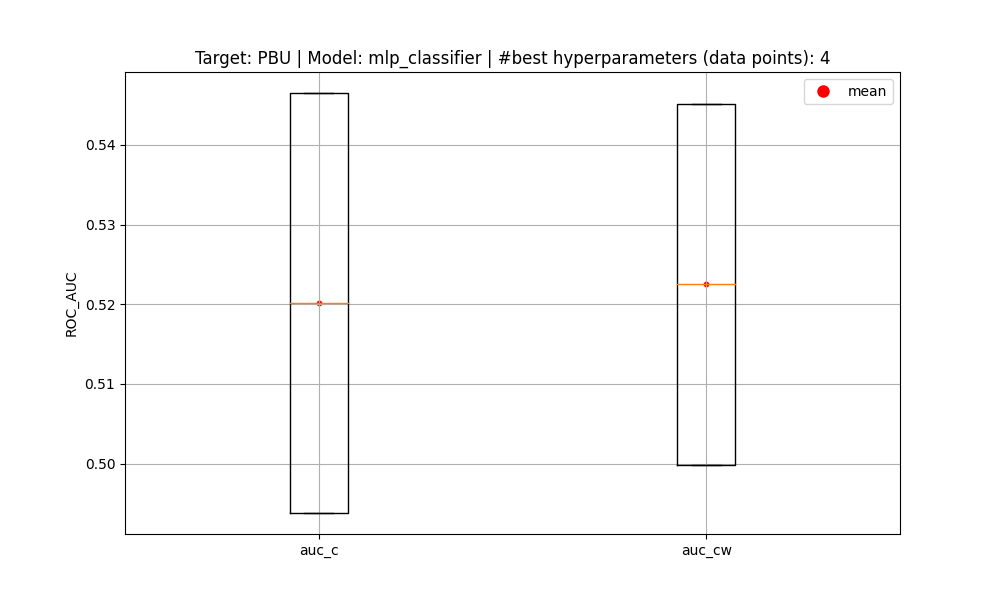 Target: PBU | Model: mlp_classifier | #best hyperparameters (data points): 4
mean
0.54
0.53
0.52
0.51
0.50
ROC_AUC
auc_c
auc_cw